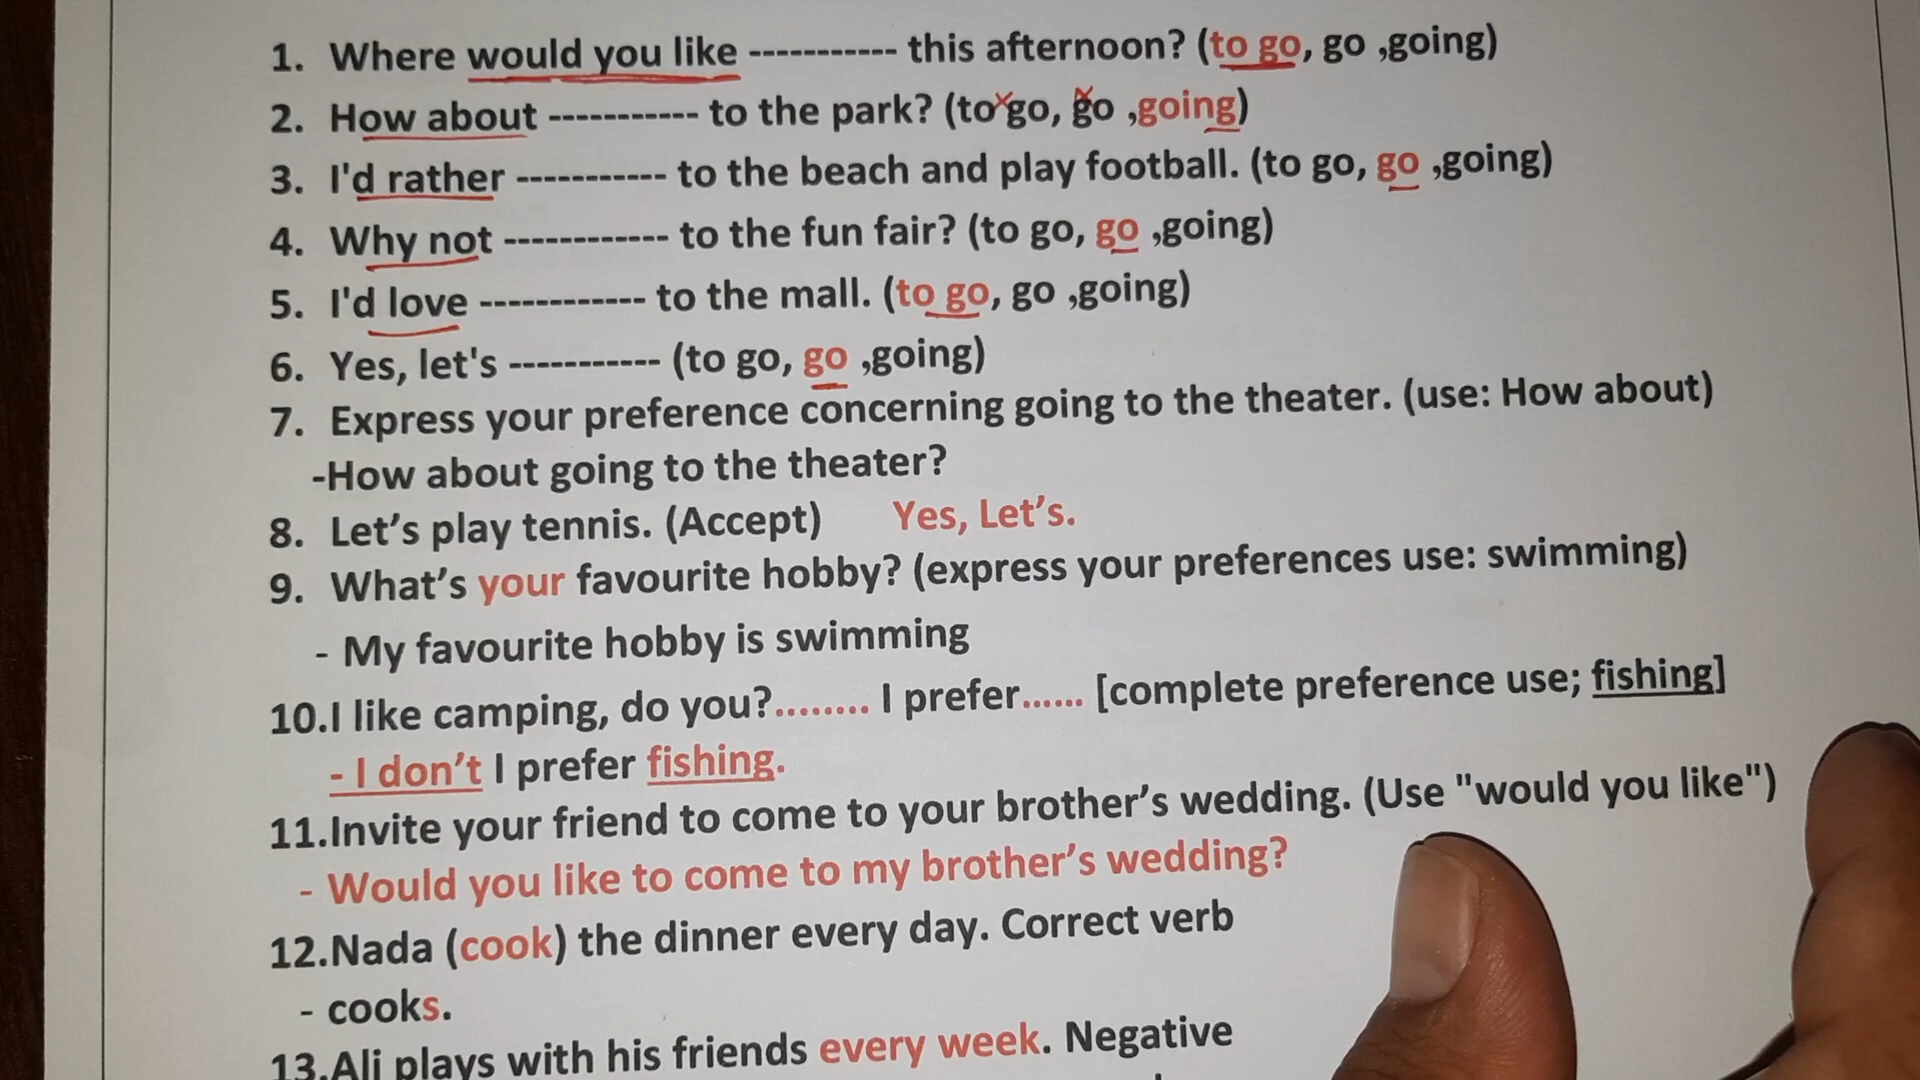 1. Where would you like ----------- this afternoon? (to go, go ,going)
2. How about ----------- to the park? (to go, go ,going)
3. I'd rather ----------- to the beach and play football. (to go, go ,going)
4. Why not ------------ to the fun fair? (to go, go ,going)
5. I'd love ------------ to the mall. (to go, go ,going)
6. Yes, let's ----------- (to go, go ,going)
7. Express your preference concerning going to the theater. (use: How about)
-How about going to the theater?
8. Let's play tennis. (Accept) Yes, Let's.
9. What's your favourite hobby? (express your preferences use: swimming)
- My favourite hobby is swimming
10.I like camping, do you?........ I prefer...... [complete preference use; fishing]
- I don't I prefer fishing.
11.Invite your friend to come to your brother's wedding. (Use "would you like")
- Would you like to come to my brother's wedding?
12.Nada (cook) the dinner every day. Correct verb
- cooks.
13.Ali plays with his friends every week. Negative